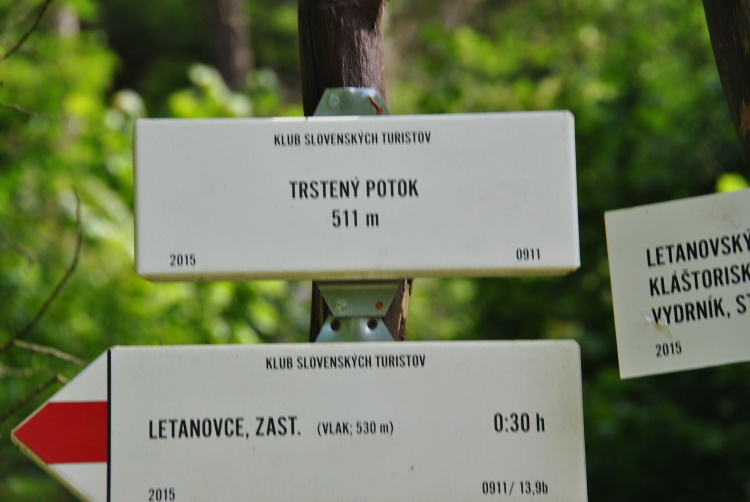 KLUB SLOVENSKÝCH TURISTOV
TRSTENÝ POTOK
511 m
2015 0911
KLUB SLOVENSKÝCH TURISTOV
LETANOVCE, ZAST. (VLAK; 530 m) 0:30 h
2015 0911/ 13,9b
LETANOVSKÝ
KLÁŠTORISK
VYDRNÍK, S
2015